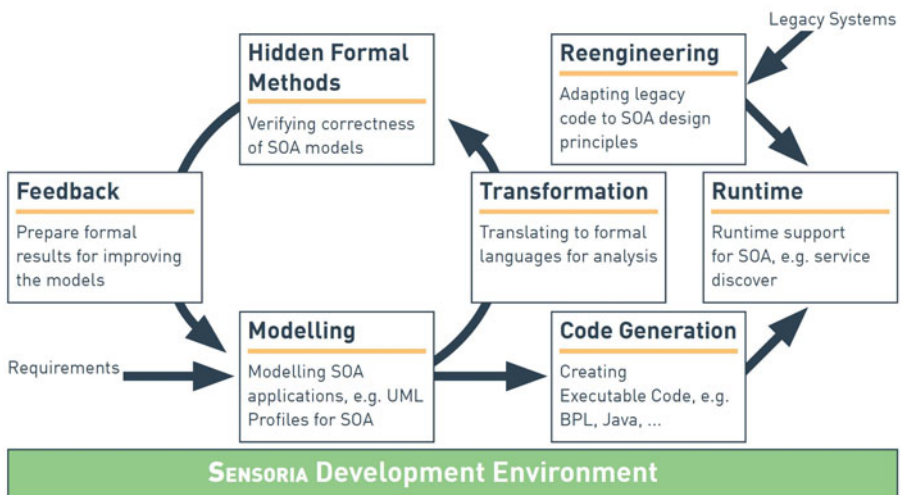 Legacy Systems
Hidden Formal
Methods
Verifying correctness
of SOA models
Reengineering
Adapting legacy
code to SOA design
principles
Feedback
Prepare formal
results for improving
the models
Transformation
Translating to formal
languages for analysis
Runtime
Runtime support
for SOA, e.g. service
discover
Requirements
Modelling
Modelling SOA
applications, e.g. UML
Profiles for SOA
Code Generation
Creating
Executable Code, e.g.
BPL, Java, ...
SENSORIA Development Environment